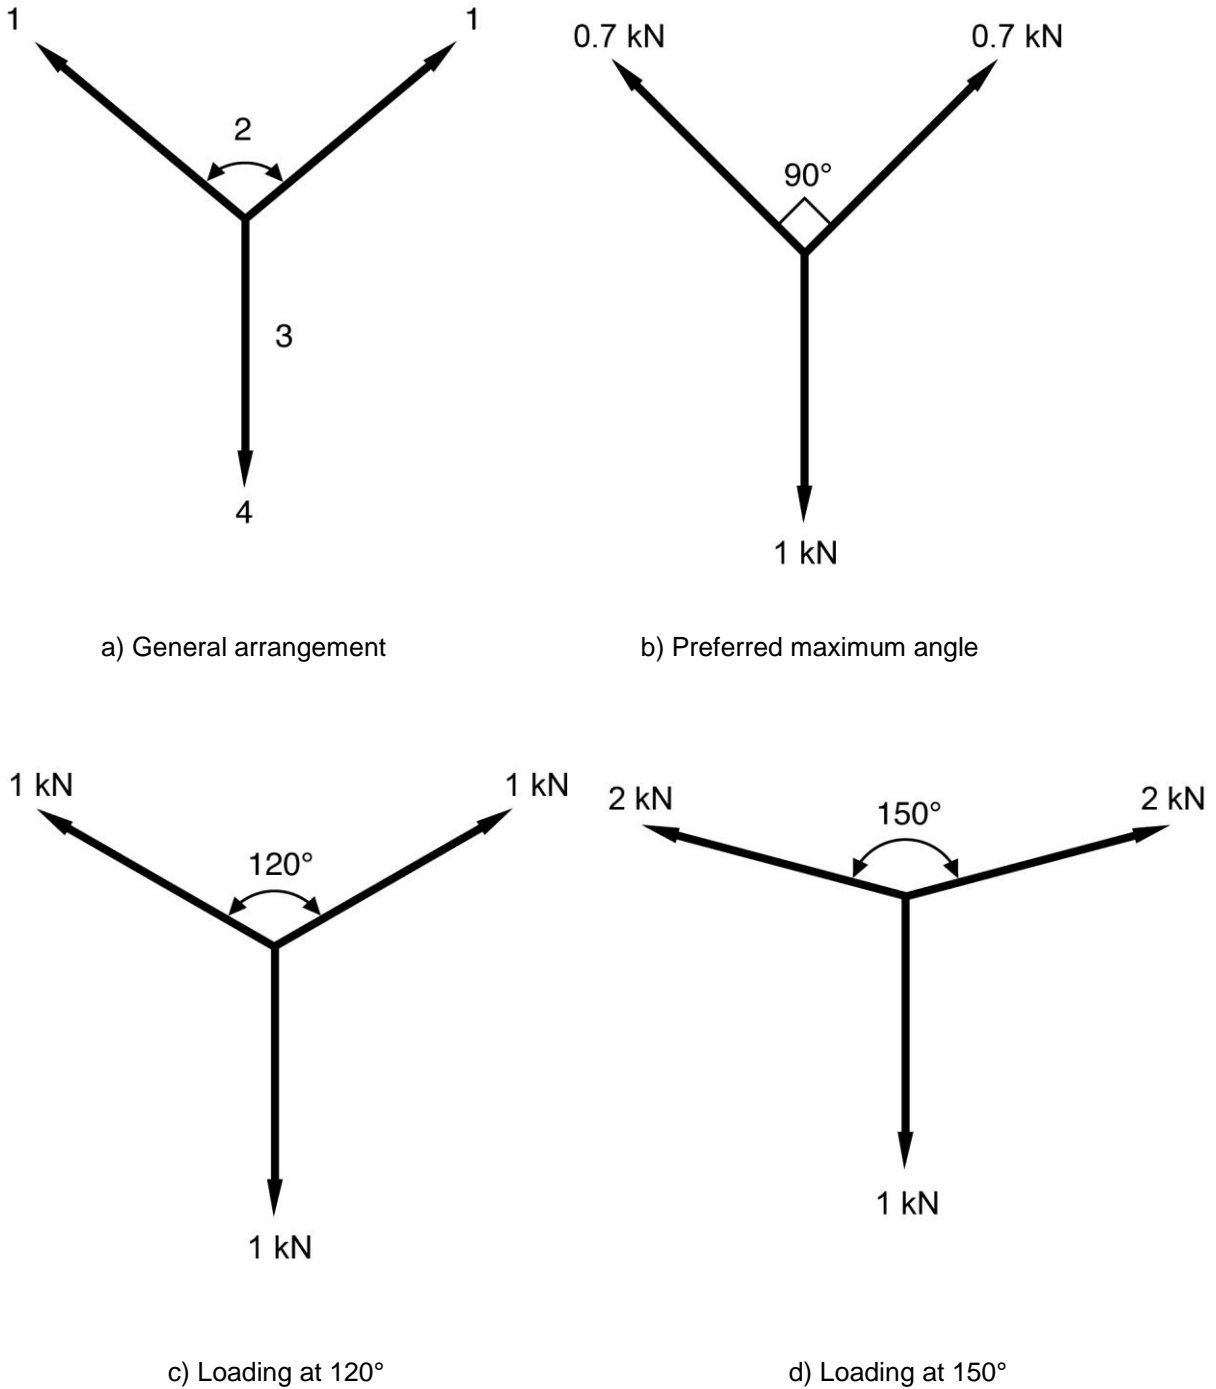 1
1
2
3
4
a) General arrangement
0.7 kN
0.7 kN
90°
1 kN
b) Preferred maximum angle
1 kN
1 kN
120°
1 kN
c) Loading at 120°
2 kN
2 kN
150°
1 kN
d) Loading at 150°